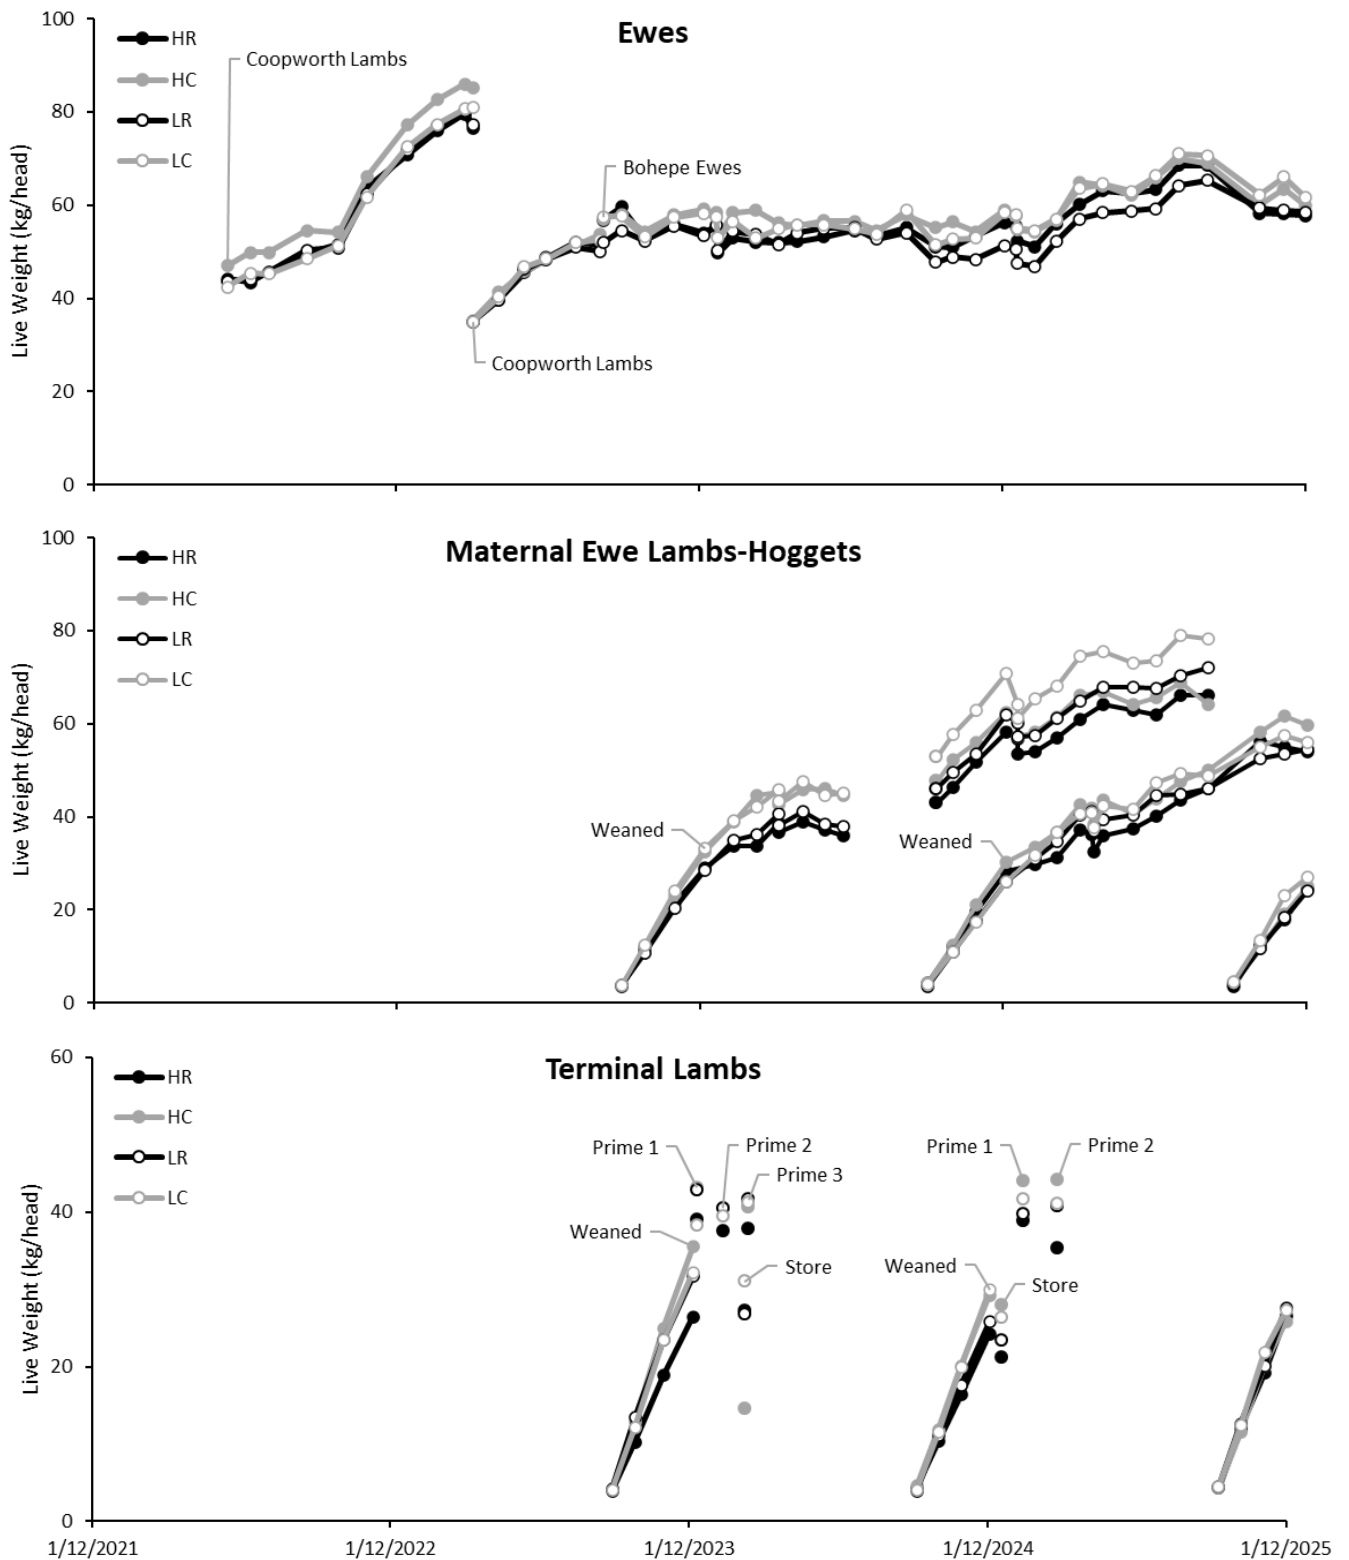 Ewes
100
80
60
40
20
0
Live Weight (kg/head)
HR
HC
LR
LC
Coopworth Lambs
Bohepe Ewes
Coopworth Lambs
Maternal Ewe Lambs-Hoggets
100
80
60
40
20
0
Live Weight (kg/head)
HR
HC
LR
LC
Weaned
Weaned
Terminal Lambs
60
40
20
0
Live Weight (kg/head)
HR
HC
LR
LC
Prime 1
Prime 2
Prime 3
Weaned
Store
Prime 1
Prime 2
Weaned
Store
1/12/2021
1/12/2022
1/12/2023
1/12/2024
1/12/2025